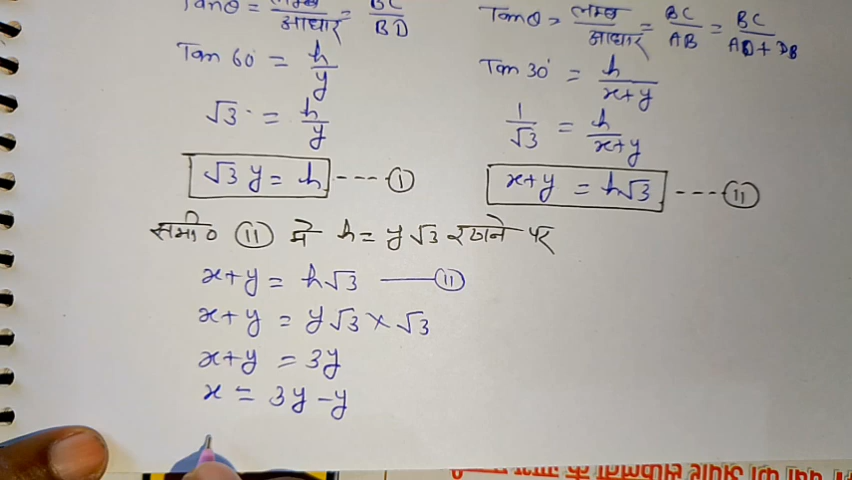 Tanθ = लम्ब/आधार = BC/BD
Tan 60° = h/y
√3 = h/y
√3 y = h ---- (i)
Tanθ = लम्ब/आधार = BC/AB = BC/AD+DB
Tan 30° = h/x+y
1/√3 = h/x+y
x+y = h√3 ---- (ii)
समी० (ii) मे h = y√3 रखने पर
x+y = h√3 —— (ii)
x+y = y√3 × √3
x+y = 3y
x = 3y - y